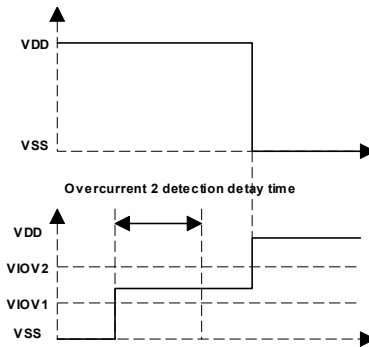 VDD
VSS
Overcurrent 2 detection detay time
VDD
VIOV2
VIOV1
VSS